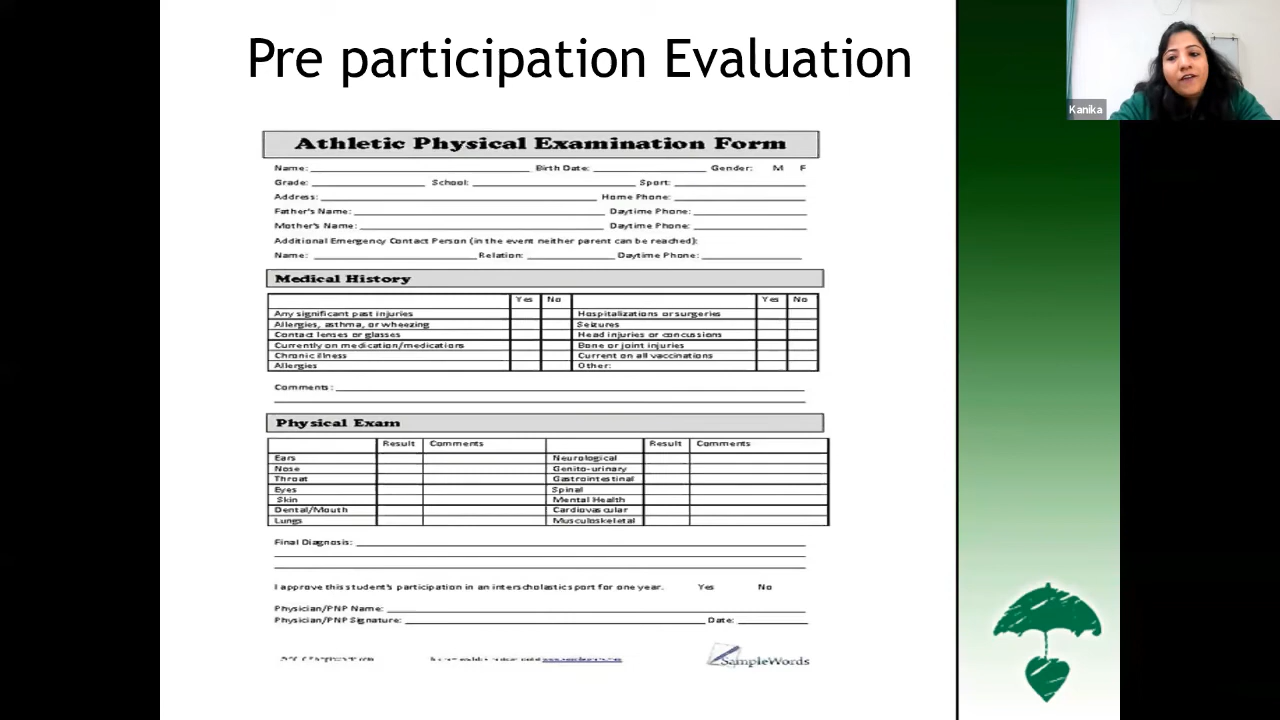 Pre participation Evaluation
Kanika
Athletic Physical Examination Form
Name: Birth Date: Gender: M F
Grade: School: Sport:
Address: Home Phone:
Father's Name: Daytime Phone:
Mother's Name: Daytime Phone:
Additional Emergency Contact Person (in the event neither parent can be reached):
Name: Relation: Daytime Phone:
Medical History
Yes No Yes No
Any significant past injuries Hospitalizations or surgeries
Allergies, asthma, or wheezing Seizures
Contact lenses or glasses Head injuries or concussions
Currently on medication/medications Bone or joint injuries
Chronic illness Current on all vaccinations
Allergies Other:
Comments:
Physical Exam
Result Comments Result Comments
Ears Neurological
Nose Genito-urinary
Throat Gastrointestinal
Eyes Spinal
Skin Mental Health
Dental/Mouth Cardiovascular
Lungs Musculoskeletal
Final Diagnosis:
I approve this student's participation in an interscholastic sport for one year. Yes No
Physician/PNP Name:
Physician/PNP Signature: Date:
SampleWords